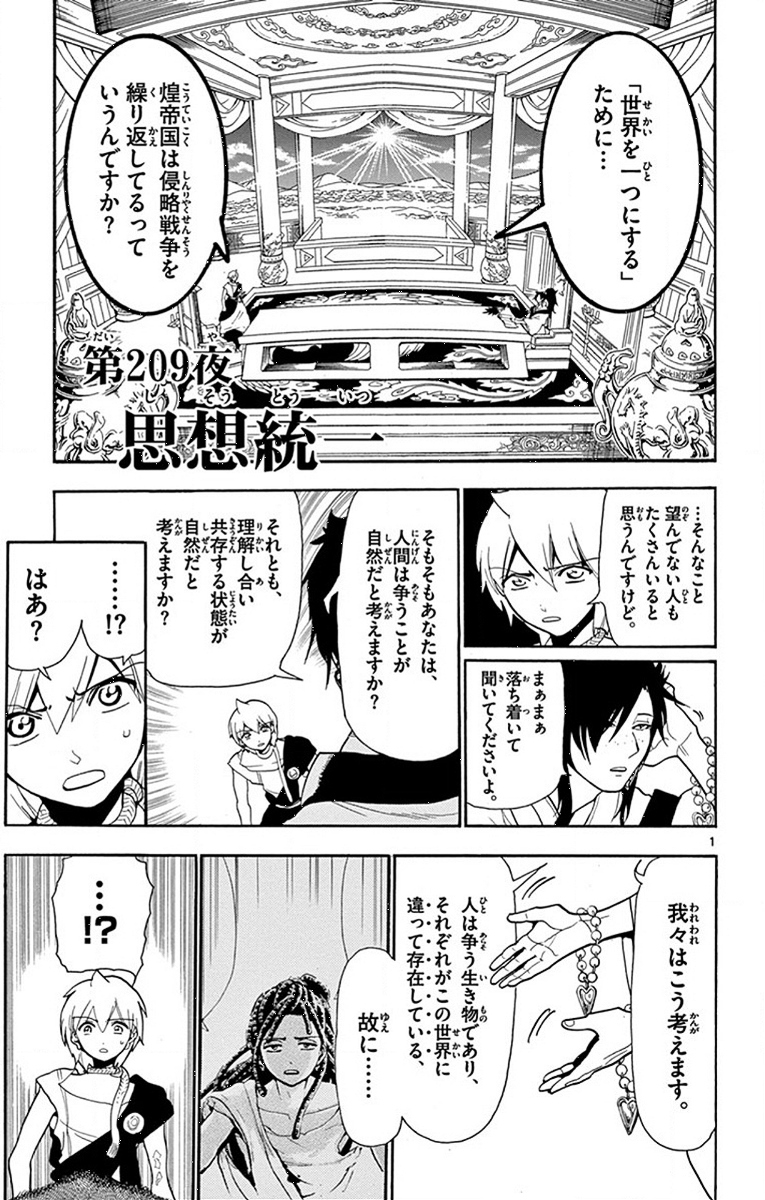 「世界を一つにする」
ために…
煌帝国は侵略戦争を
繰り返してるって
いうんですか？
第209夜
思想統一
…そんなこと
望んでない人も
たくさんいると
思うんですけど。
まぁまぁ
落ち着いて
聞いてくださいよ。
そもそもあなたは、
人間は争うことが
自然だと考えますか？
それとも、
理解し合い
共存する状態が
自然だと
考えますか？
…!?
はあ？
1
我々はこう考えます。
人は争う生き物であり、
それぞれがこの世界に
違って存在している、
故に……
…!?